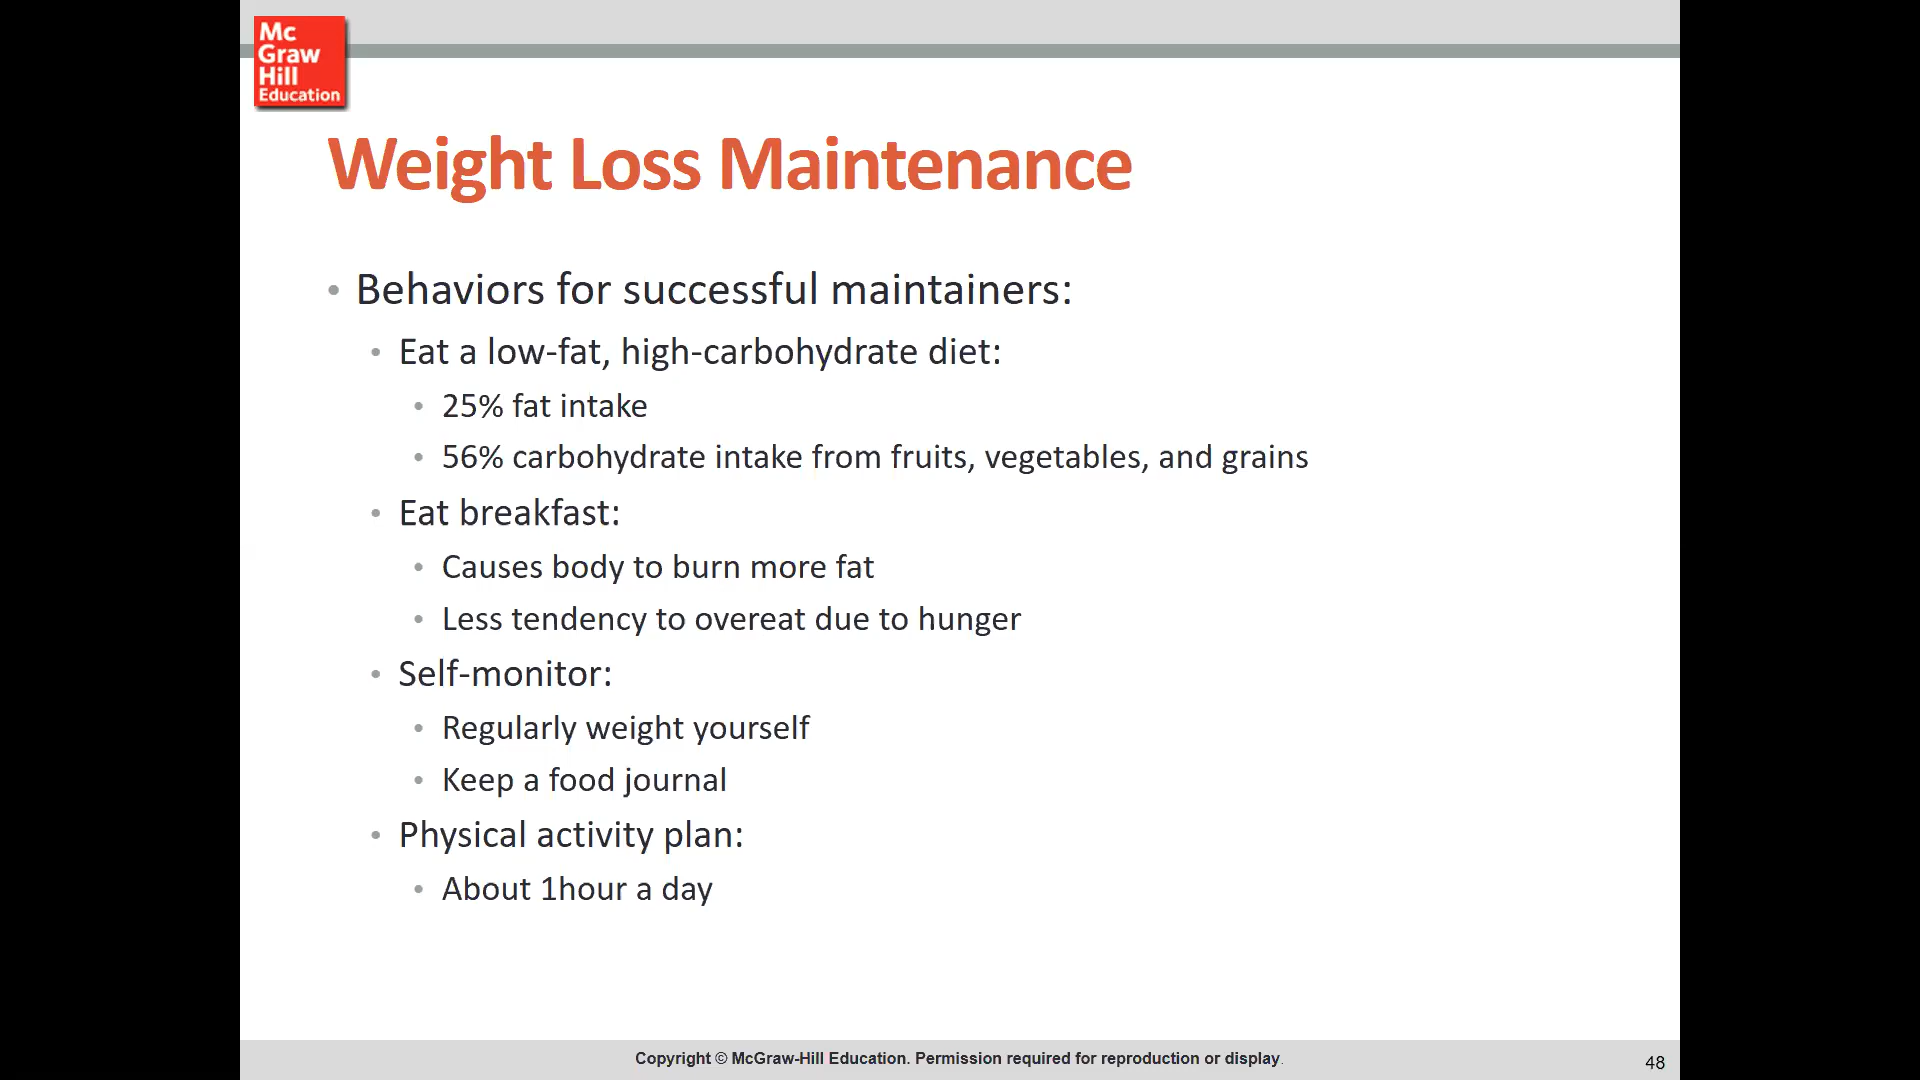 Mc
Graw
Hill
Education
Weight Loss Maintenance
• Behaviors for successful maintainers:
• Eat a low-fat, high-carbohydrate diet:
• 25% fat intake
• 56% carbohydrate intake from fruits, vegetables, and grains
• Eat breakfast:
• Causes body to burn more fat
• Less tendency to overeat due to hunger
• Self-monitor:
• Regularly weight yourself
• Keep a food journal
• Physical activity plan:
• About 1hour a day
Copyright © McGraw-Hill Education. Permission required for reproduction or display.
48